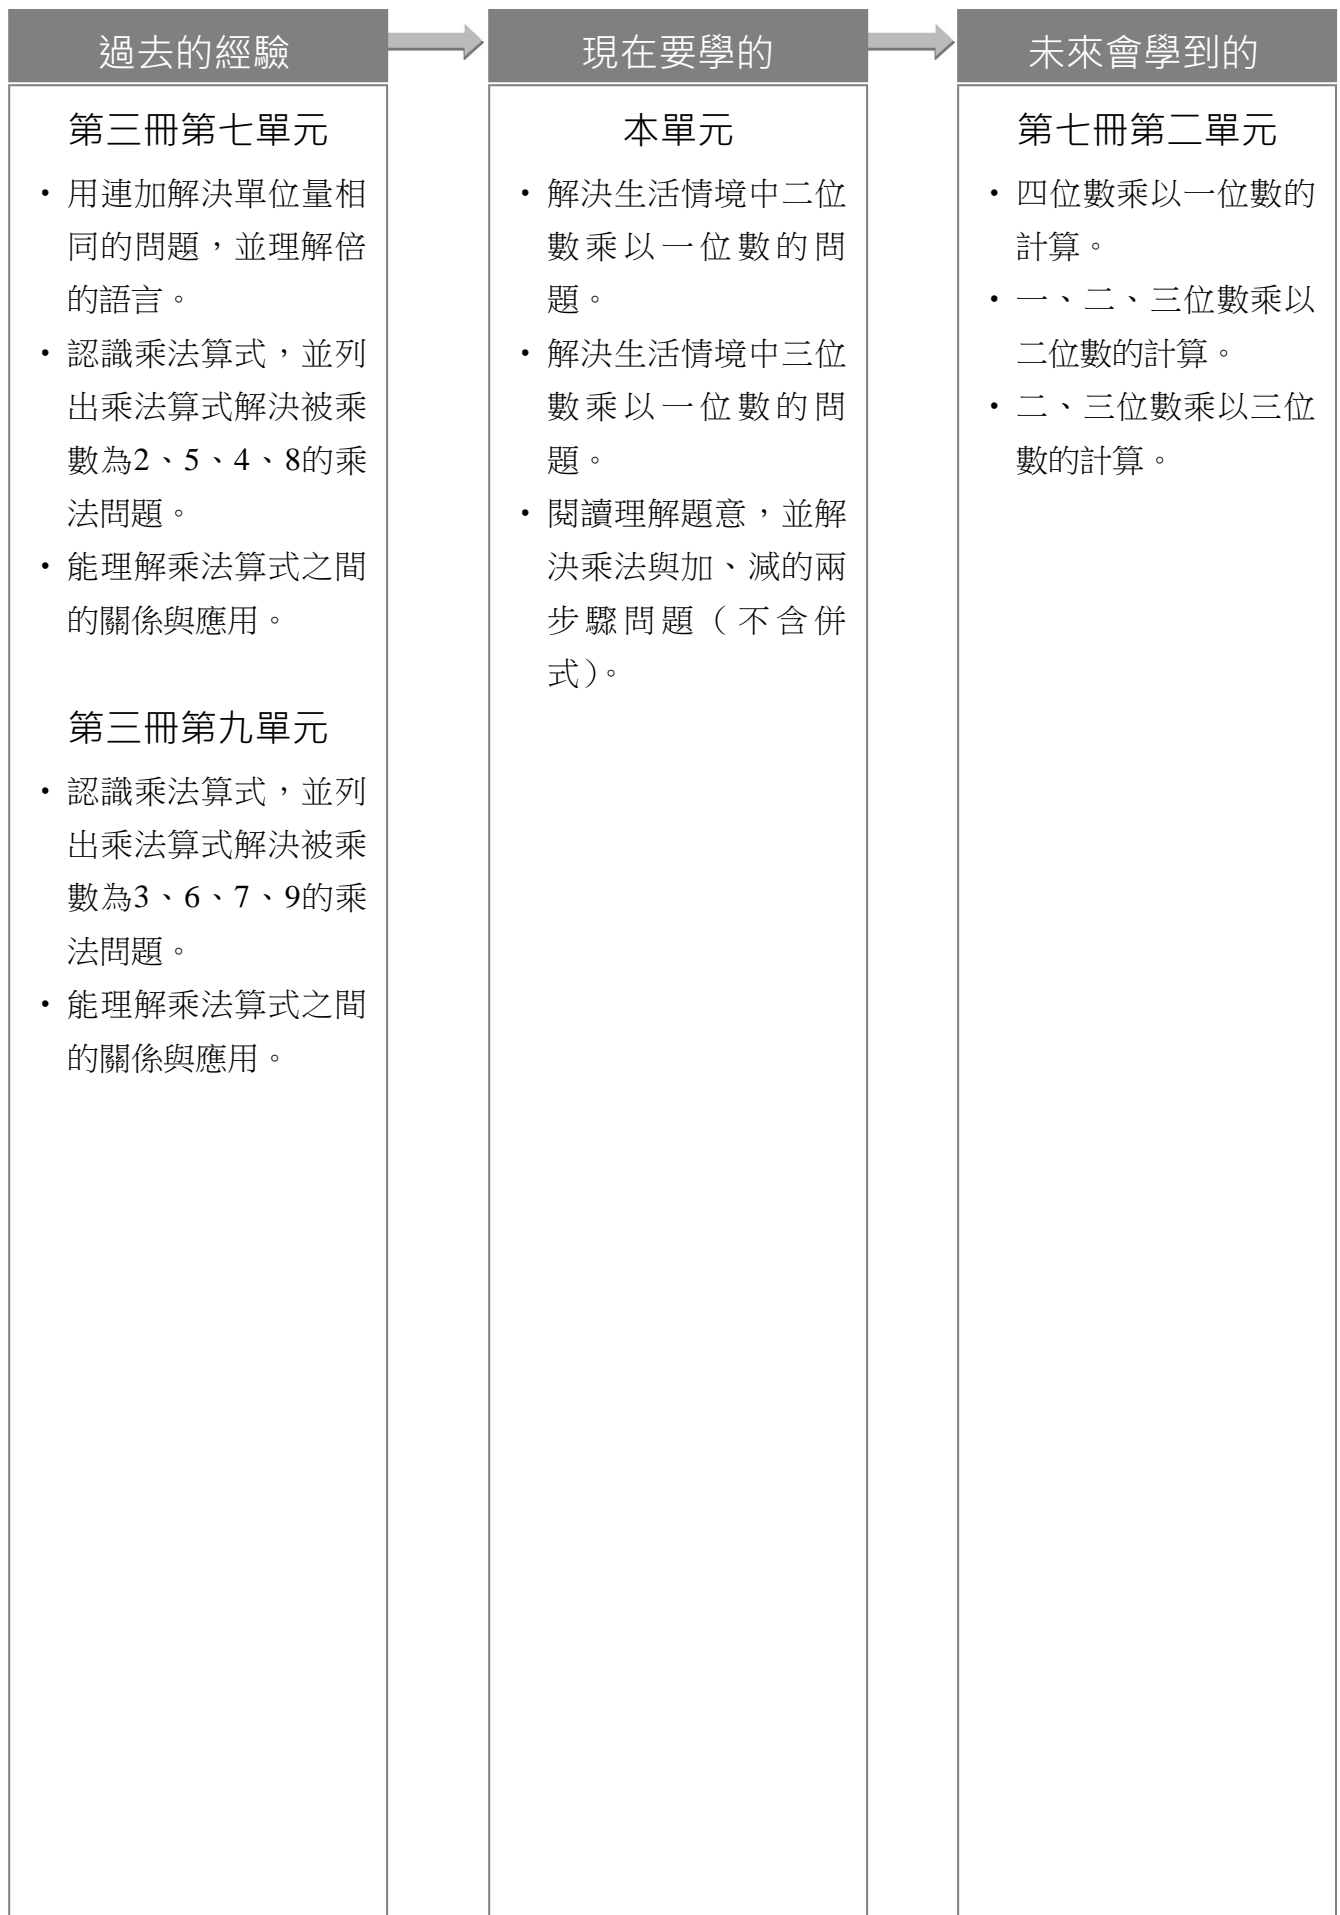 過去的經驗
第三冊第七單元
・用連加解決單位量相
同的問題，並理解倍
的語言。
・認識乘法算式，並列
出乘法算式解決被乘
數為2、5、4、8的乘
法問題。
・能理解乘法算式之間
的關係與應用。
第三冊第九單元
・認識乘法算式，並列
出乘法算式解決被乘
數為3、6、7、9的乘
法問題。
・能理解乘法算式之間
的關係與應用。
現在要學的
本單元
・解決生活情境中二位
數乘以一位數的問
題。
・解決生活情境中三位
數乘以一位數的問
題。
・閱讀理解題意，並解
決乘法與加、減的兩
步驟問題（不含併
式）。
未來會學到的
第七冊第二單元
・四位數乘以一位數的
計算。
・一、二、三位數乘以
二位數的計算。
・二、三位數乘以三位
數的計算。